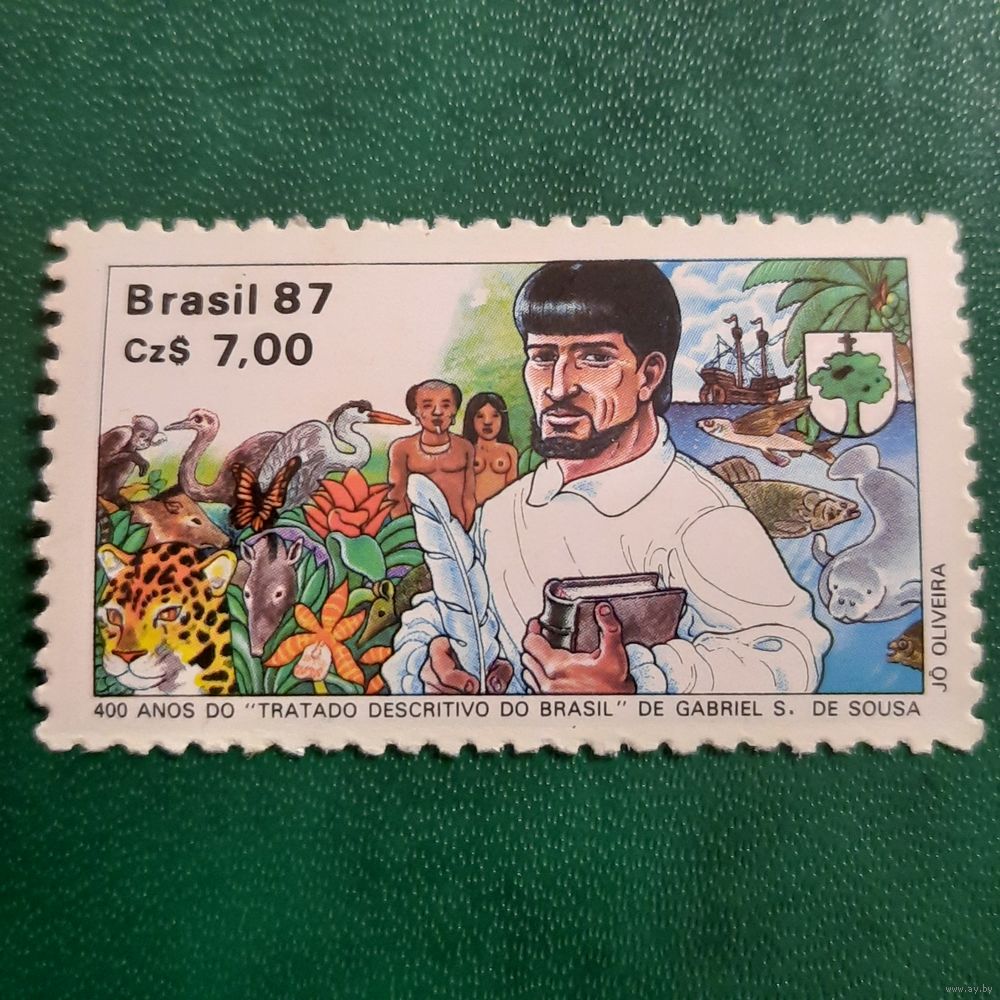 Brasil 87
Cz$ 7,00
JÔ OLIVEIRA
400 ANOS DO "TRATADO DESCRITIVO DO BRASIL" DE GABRIEL S. DE SOUSA
www.ay.by